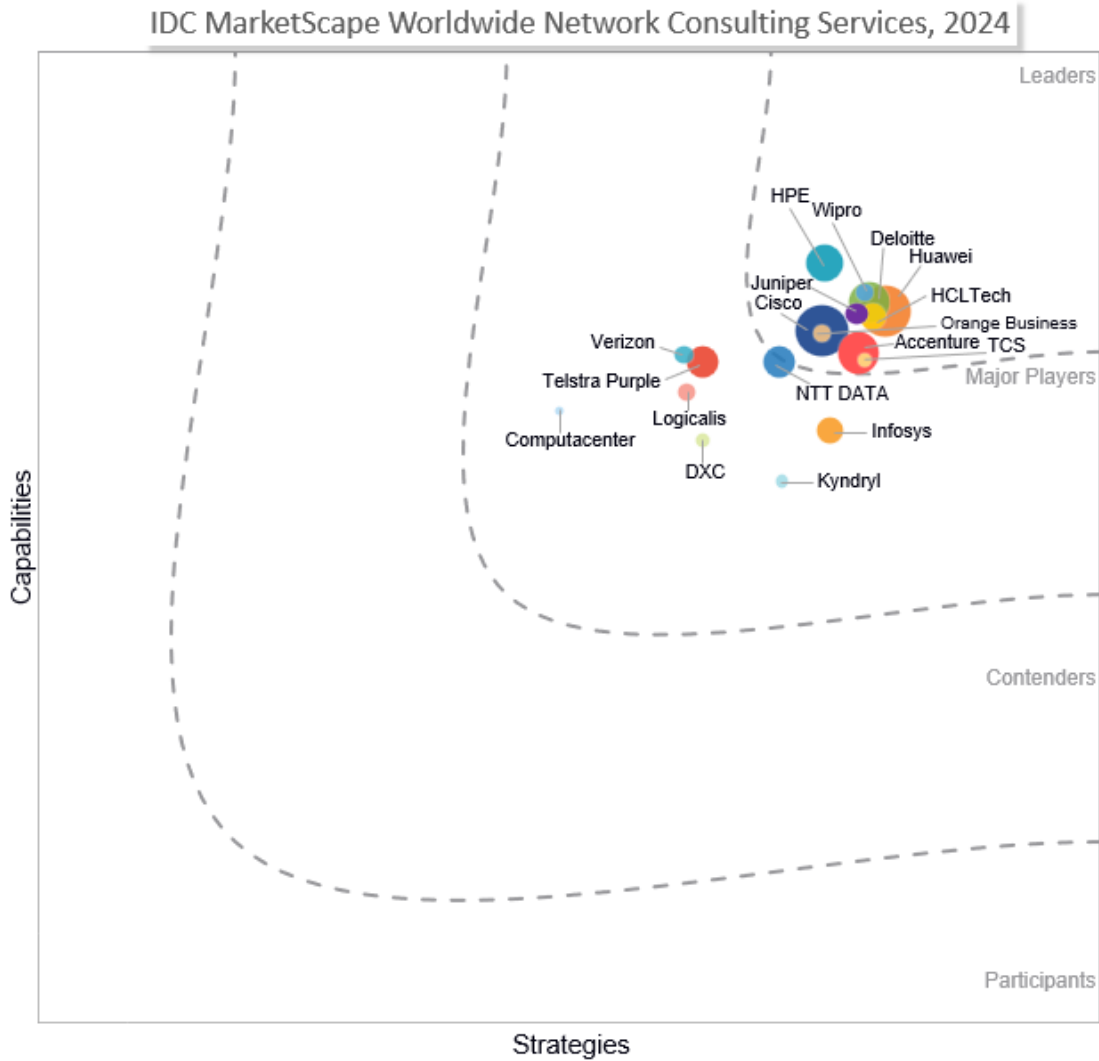 IDC MarketScape Worldwide Network Consulting Services, 2024
Leaders
HPE
Wipro
Deloitte
Huawei
Juniper
HCLTech
Cisco
Orange Business
Accenture
TCS
Verizon
Telstra Purple
Major Players
NTT DATA
Logicalis
Infosys
Computacenter
DXC
Kyndryl
Capabilities
Contenders
Participants
Strategies